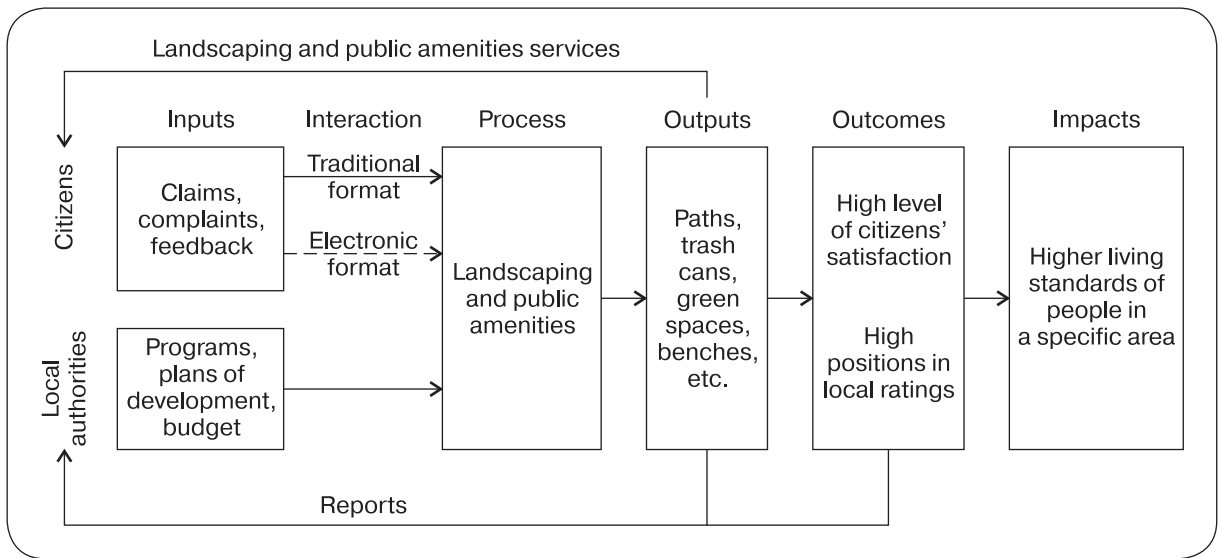 Landscaping and public amenities services
Inputs
Interaction
Process
Outputs
Outcomes
Impacts
Citizens
Claims,
complaints,
feedback
Traditional
format
Electronic
format
Local
authorities
Programs,
plans of
development,
budget
Landscaping
and public
amenities
Paths,
trash
cans,
green
spaces,
benches,
etc.
High level
of citizens’
satisfaction
High
positions in
local ratings
Higher living
standards of
people in
a specific area
Reports